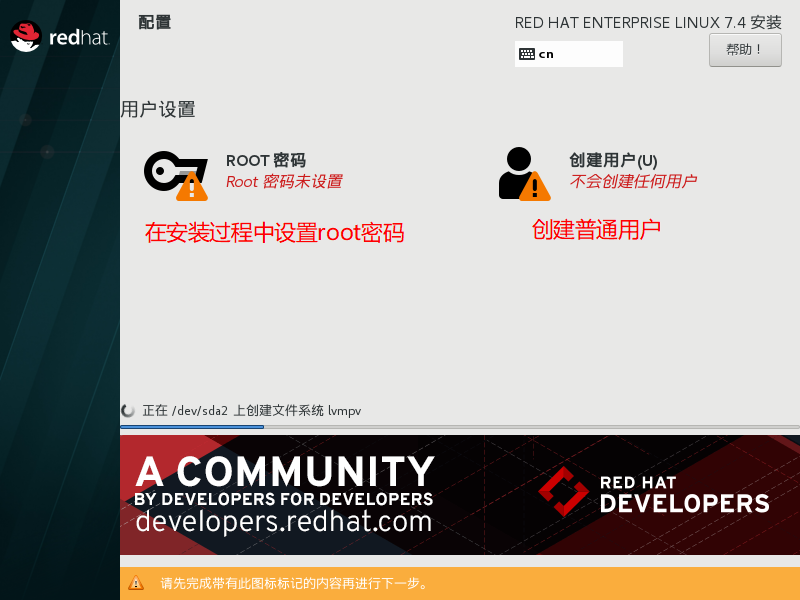 redhat.
配置
RED HAT ENTERPRISE LINUX 7.4 安装
cn
帮助！
用户设置
ROOT 密码
Root 密码未设置
创建用户(U)
不会创建任何用户
在安装过程中设置root密码
创建普通用户
正在 /dev/sda2 上创建文件系统 lvmpv
A COMMUNITY
BY DEVELOPERS FOR DEVELOPERS
developers.redhat.com
RED HAT
DEVELOPERS
请先完成带有此图标标记的内容再进行下一步。